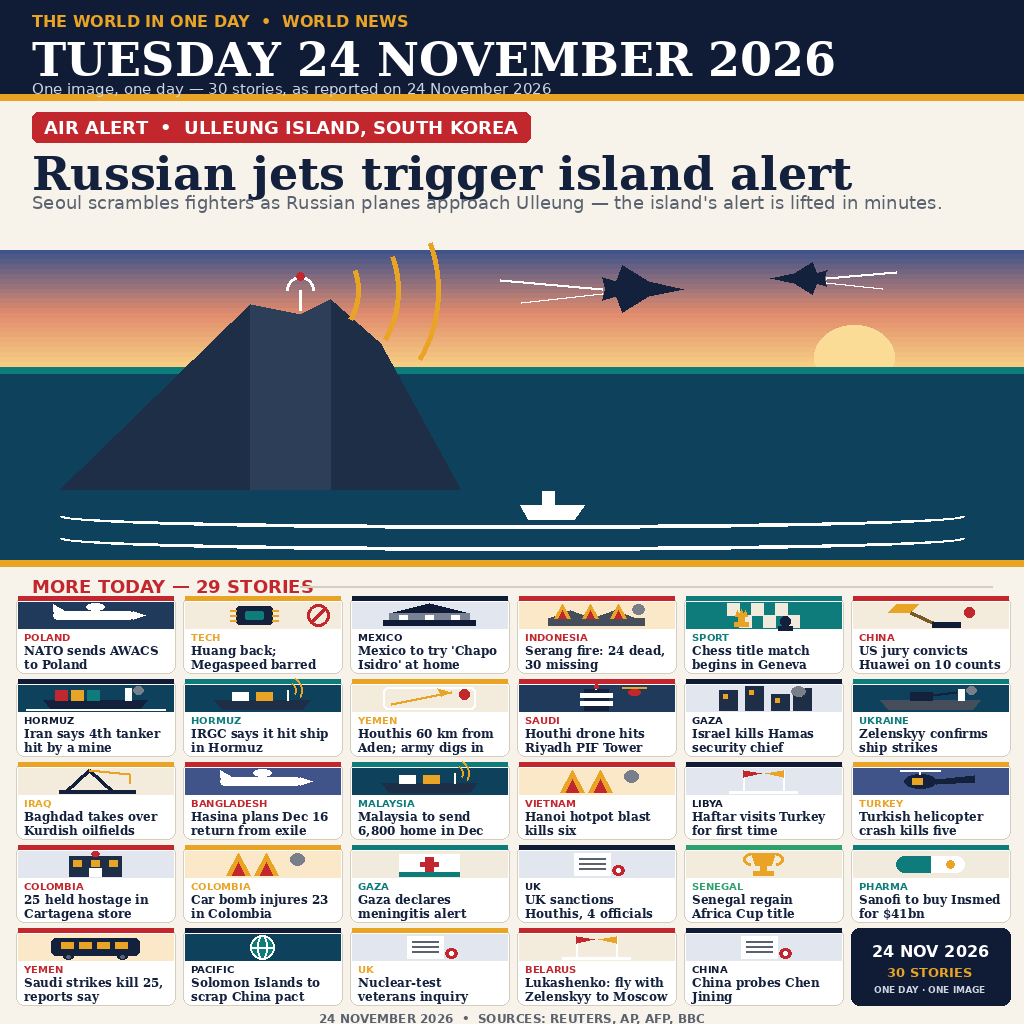 THE WORLD IN ONE DAY • WORLD NEWS
TUESDAY 24 NOVEMBER 2026
One image, one day — 30 stories, as reported on 24 November 2026
AIR ALERT • ULLEUNG ISLAND, SOUTH KOREA
Russian jets trigger island alert
Seoul scrambles fighters as Russian planes approach Ulleung — the island's alert is lifted in minutes.
MORE TODAY — 29 STORIES
POLAND
NATO sends AWACS
to Poland
TECH
Huang back;
Megaspeed barred
MEXICO
Mexico to try 'Chapo
Isidro' at home
INDONESIA
Serang fire: 24 dead,
30 missing
SPORT
Chess title match
begins in Geneva
CHINA
US jury convicts
Huawei on 10 counts
HORMUZ
Iran says 4th tanker
hit by a mine
HORMUZ
IRGC says it hit ship
in Hormuz
YEMEN
Houthis 60 km from
Aden; army digs in
SAUDI
Houthi drone hits
Riyadh PIF Tower
GAZA
Israel kills Hamas
security chief
UKRAINE
Zelenskyy confirms
ship strikes
IRAQ
Baghdad takes over
Kurdish oilfields
BANGLADESH
Hasina plans Dec 16
return from exile
MALAYSIA
Malaysia to send
6,800 home in Dec
VIETNAM
Hanoi hotpot blast
kills six
LIBYA
Haftar visits Turkey
for first time
TURKEY
Turkish helicopter
crash kills five
COLOMBIA
25 held hostage in
Cartagena store
COLOMBIA
Car bomb injures 23
in Colombia
GAZA
Gaza declares
meningitis alert
UK
UK sanctions
Houthis, 4 officials
SENEGAL
Senegal regain
Africa Cup title
PHARMA
Sanofi to buy Insmed
for $41bn
YEMEN
Saudi strikes kill 25,
reports say
PACIFIC
Solomon Islands to
scrap China pact
UK
Nuclear-test
veterans inquiry
BELARUS
Lukashenko: fly with
Zelenskyy to Moscow
CHINA
China probes Chen
Jining
24 NOV 2026
30 STORIES
ONE DAY · ONE IMAGE
24 NOVEMBER 2026 • SOURCES: REUTERS, AP, AFP, BBC